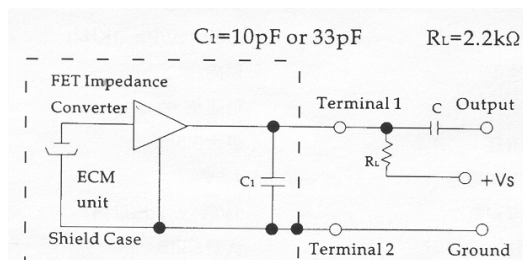 C1=10pF or 33pF RL=2.2kΩ
FET Impedance
Converter
Terminal 1
C
Output
RL
C1
+Vs
ECM
unit
Shield Case
Terminal 2
Ground